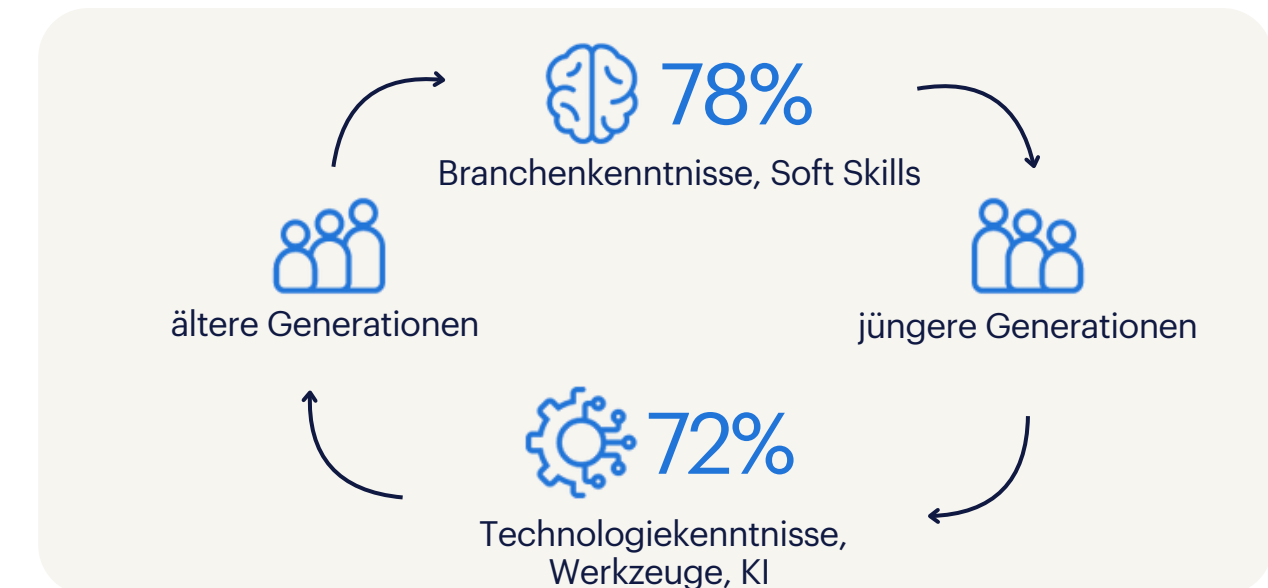 78%
Branchenkenntnisse, Soft Skills
ältere Generationen
jüngere Generationen
72%
Technologiekenntnisse,
Werkzeuge, KI